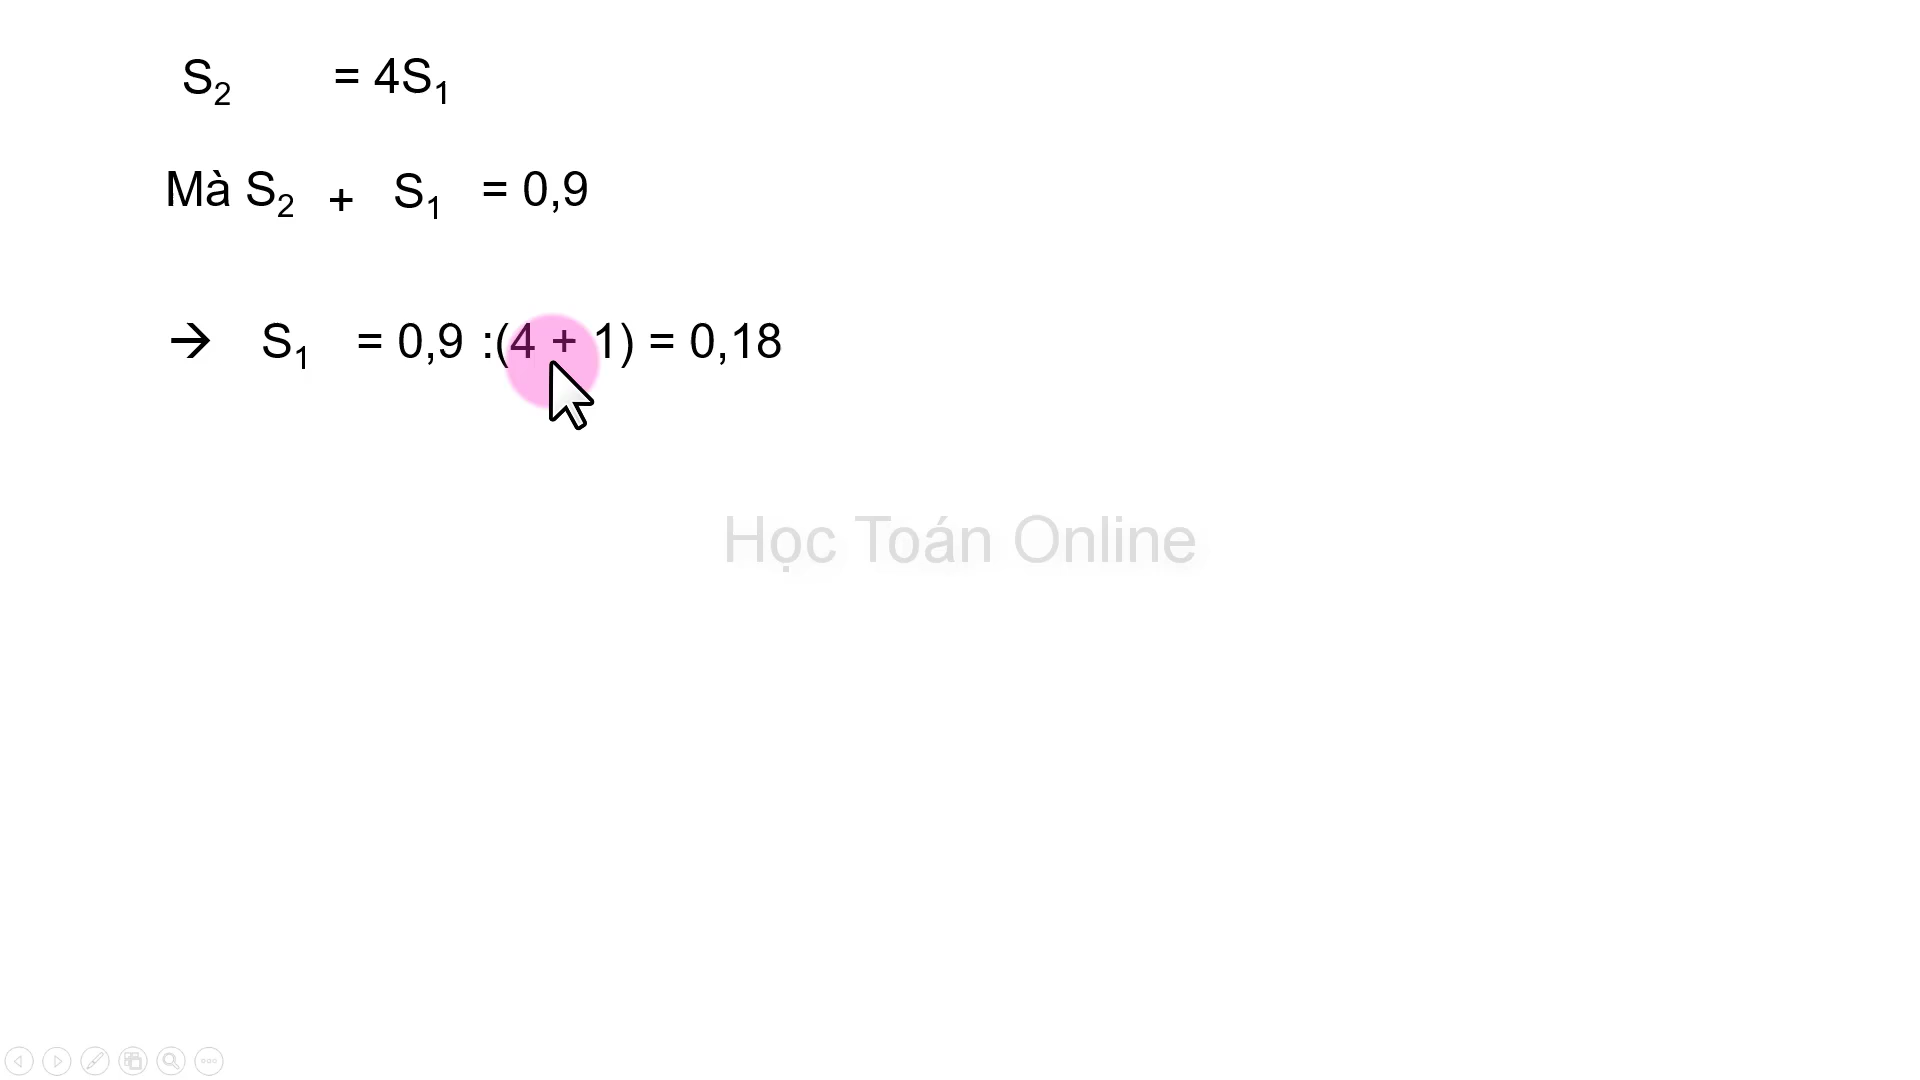 S₂ = 4S₁
Mà S₂ + S₁ = 0,9
→ S₁ = 0,9 :(4 + 1) = 0,18
Học Toán Online